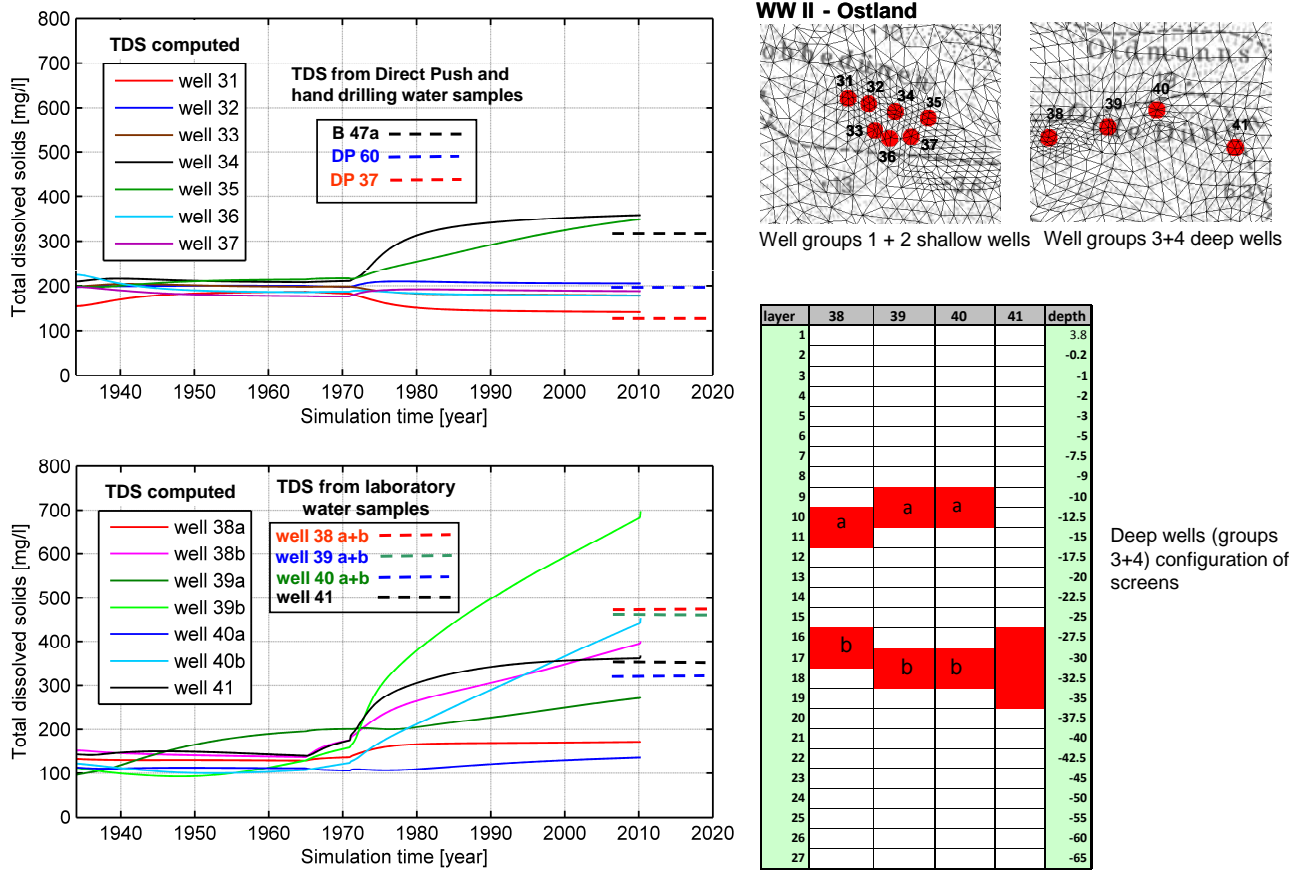 800
700
600
500
400
300
200
100
0
Total dissolved solids [mg/l]
TDS computed
well 31
well 32
well 33
well 34
well 35
well 36
well 37
TDS from Direct Push and
hand drilling water samples
B 47a
DP 60
DP 37
1940 1950 1960 1970 1980 1990 2000 2010 2020
Simulation time [year]
WW II - Ostland
31 32 34 35
33 36 37
Oldmanns
38 39 40 41
Well groups 1 + 2 shallow wells
Well groups 3+4 deep wells
800
700
600
500
400
300
200
100
0
Total dissolved solids [mg/l]
TDS computed
well 38a
well 38b
well 39a
well 39b
well 40a
well 40b
well 41
TDS from laboratory
water samples
well 38 a+b
well 39 a+b
well 40 a+b
well 41
1940 1950 1960 1970 1980 1990 2000 2010 2020
Simulation time [year]
layer 38 39 40 41 depth
1 3.8
2 -0.2
3 -1
4 -2
5 -3
6 -5
7 -7.5
8 -9
9 a a -10
10 a -12.5
11 -15
12 -17.5
13 -20
14 -22.5
15 -25
16 b -27.5
17 b b -30
18 -32.5
19 -35
20 -37.5
21 -40
22 -42.5
23 -45
24 -50
25 -55
26 -60
27 -65
Deep wells (groups
3+4) configuration of
screens